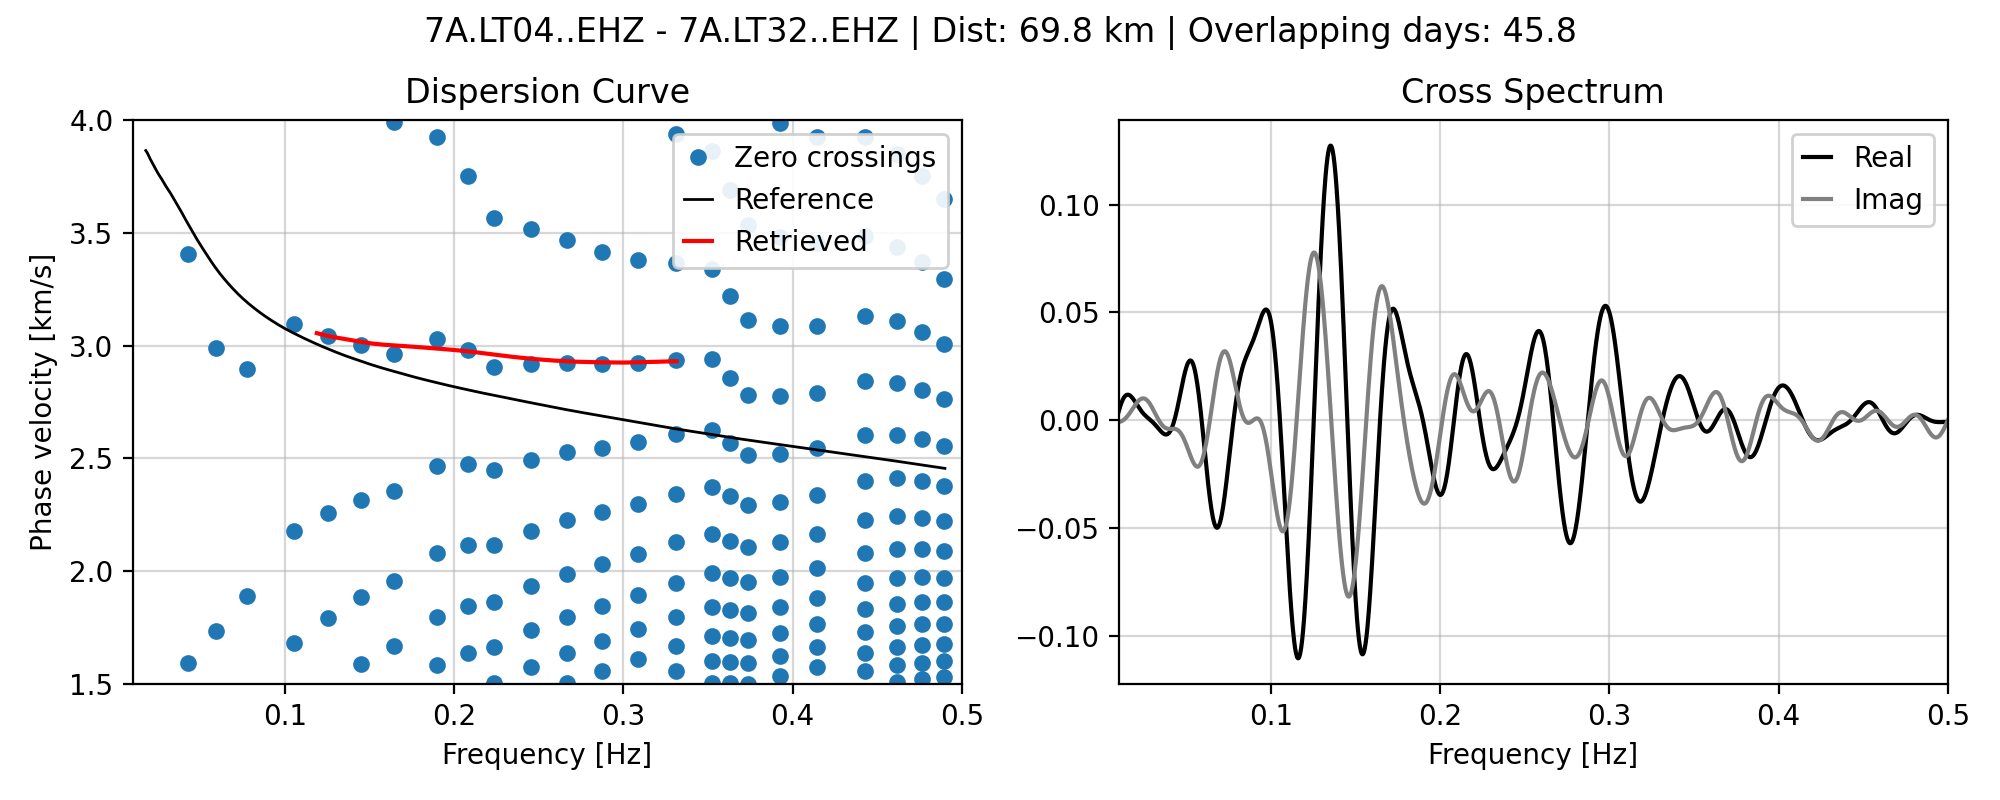 7A.LT04..EHZ - 7A.LT32..EHZ | Dist: 69.8 km | Overlapping days: 45.8
Dispersion Curve
4.0
3.5
3.0
2.5
2.0
1.5
Phase velocity [km/s]
0.1 0.2 0.3 0.4 0.5
Frequency [Hz]
Zero crossings
Reference
Retrieved
Cross Spectrum
0.10
0.05
0.00
−0.05
−0.10
0.1 0.2 0.3 0.4 0.5
Frequency [Hz]
Real
Imag